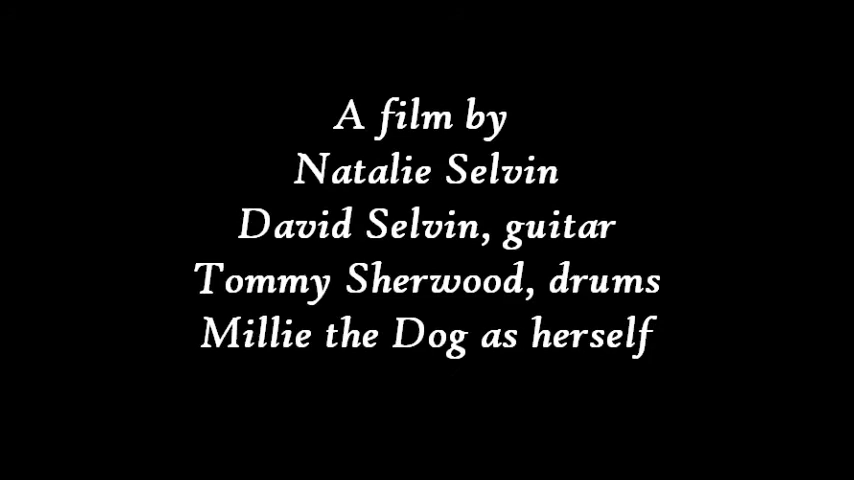 A film by
Natalie Selvin
David Selvin, guitar
Tommy Sherwood, drums
Millie the Dog as herself